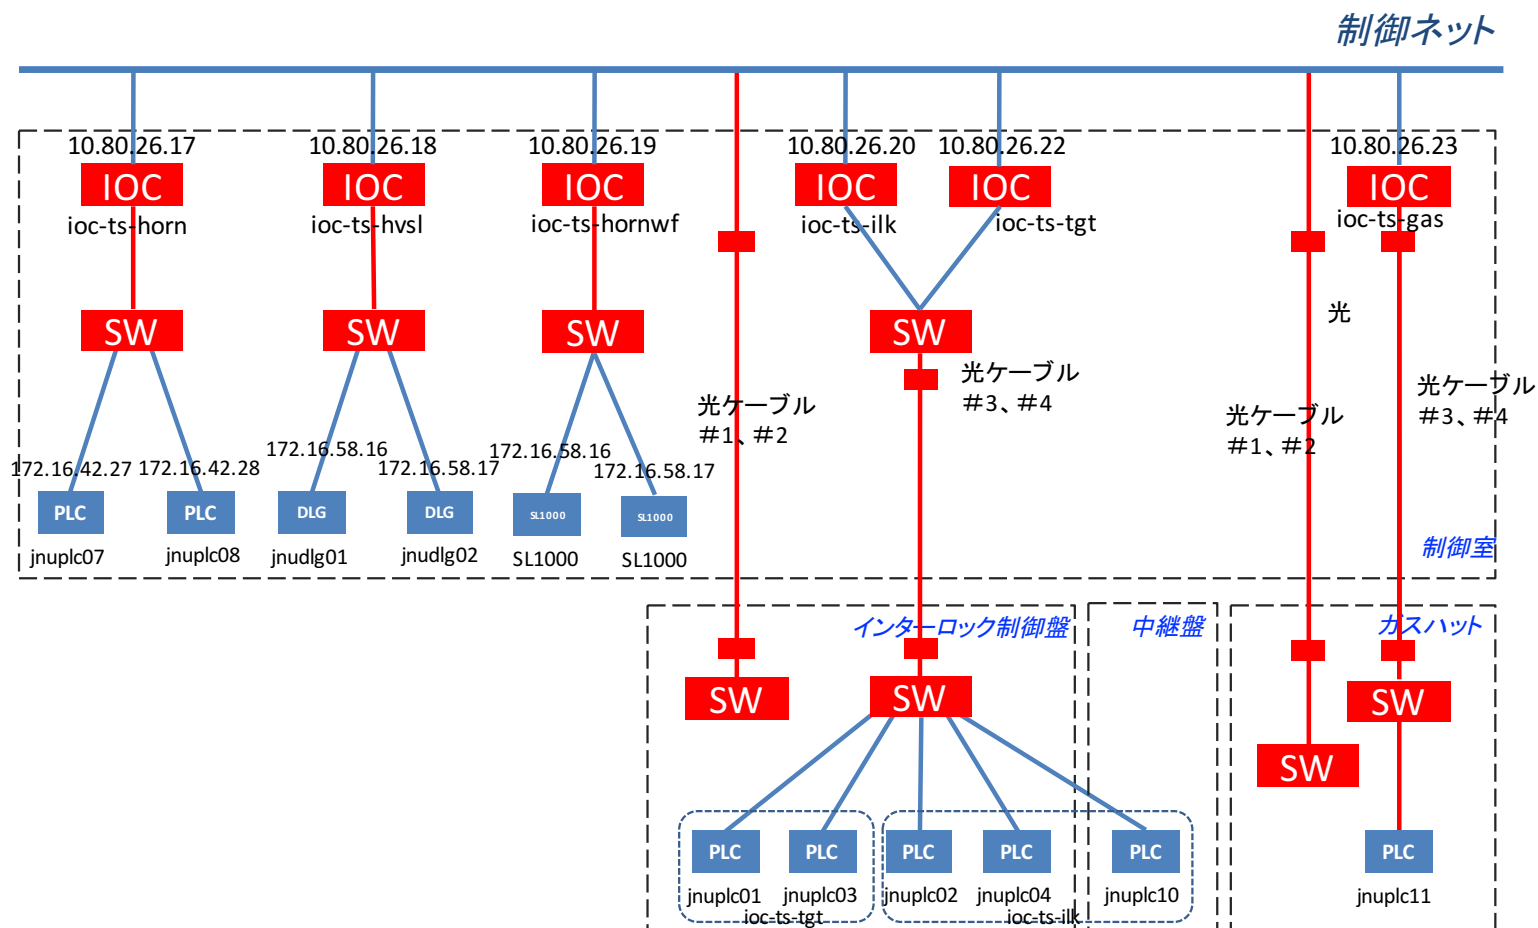 制御ネット
10.80.26.17
10.80.26.18
10.80.26.19
10.80.26.20
10.80.26.22
10.80.26.23
IOC
IOC
IOC
IOC
IOC
IOC
ioc-ts-horn
ioc-ts-hvsl
ioc-ts-hornwf
ioc-ts-ilk
ioc-ts-tgt
ioc-ts-gas
SW
SW
SW
SW
光
光ケーブル
#1、#2
光ケーブル
#3、#4
光ケーブル
#1、#2
光ケーブル
#3、#4
172.16.42.27
172.16.42.28
172.16.58.16
172.16.58.17
172.16.58.16
172.16.58.17
PLC
PLC
DLG
DLG
SL1000
SL1000
jnuplc07
jnuplc08
jnudlg01
jnudlg02
SL1000
SL1000
制御室
インターロック制御盤
中継盤
ガスハット
SW
SW
SW
SW
PLC
PLC
PLC
PLC
PLC
PLC
jnuplc01
jnuplc03
jnuplc02
jnuplc04
jnuplc10
jnuplc11
ioc-ts-tgt
ioc-ts-ilk